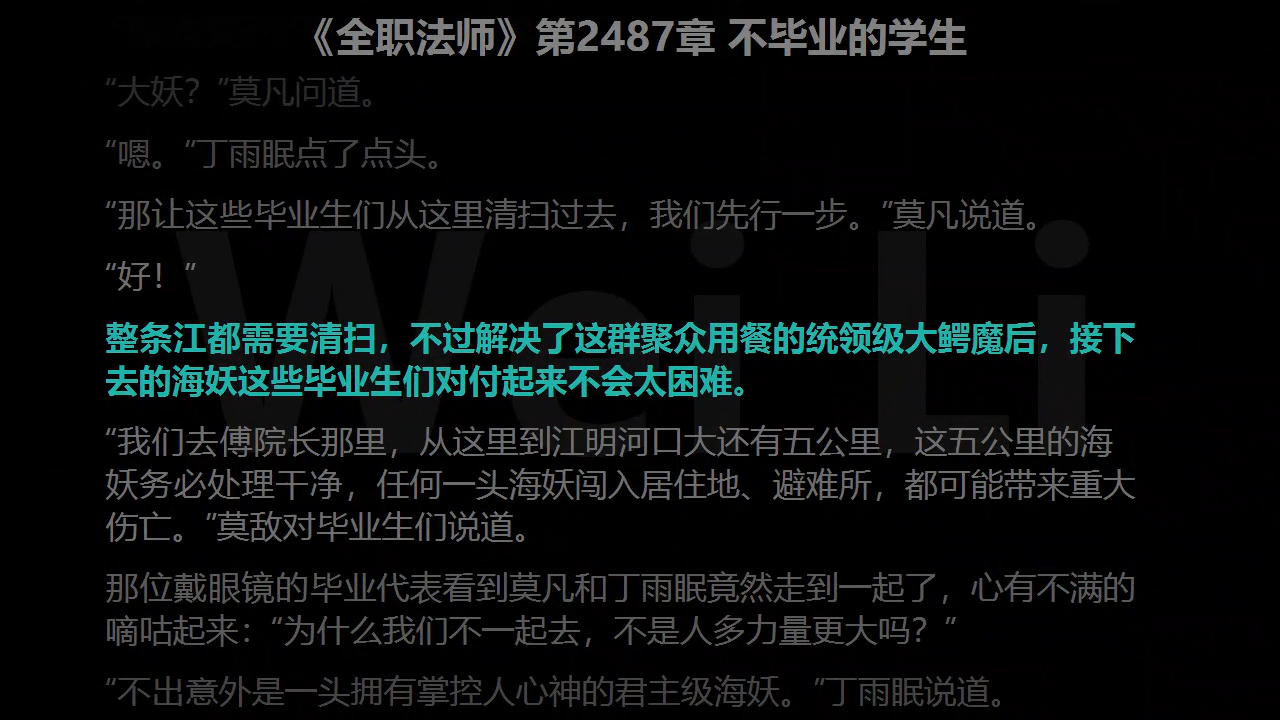 《全职法师》第2487章 不毕业的学生
“大妖？”莫凡问道。
“嗯。“丁雨眠点了点头。
“那让这些毕业生们从这里清扫过去，我们先行一步。”莫凡说道。
“好！”
整条江都需要清扫，不过解决了这群聚众用餐的统领级大鳄魔后，接下
去的海妖这些毕业生们对付起来不会太困难。
“我们去傅院长那里，从这里到江明河口大还有五公里，这五公里的海
妖务必处理干净，任何一头海妖闯入居住地、避难所，都可能带来重大
伤亡。”莫敌对毕业生们说道。
那位戴眼镜的毕业代表看到莫凡和丁雨眠竟然走到一起了，心有不满的
嘀咕起来：“为什么我们不一起去，不是人多力量更大吗？”
“不出意外是一头拥有掌控人心神的君主级海妖。”丁雨眠说道。
Wei Li